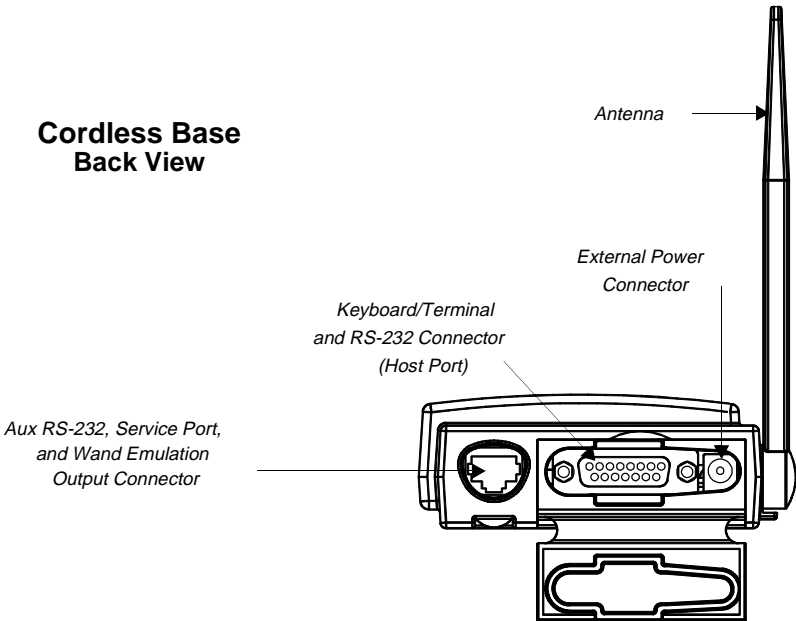 Cordless Base
Back View
Antenna
External Power
Connector
Keyboard/Terminal
and RS-232 Connector
(Host Port)
Aux RS-232, Service Port,
and Wand Emulation
Output Connector